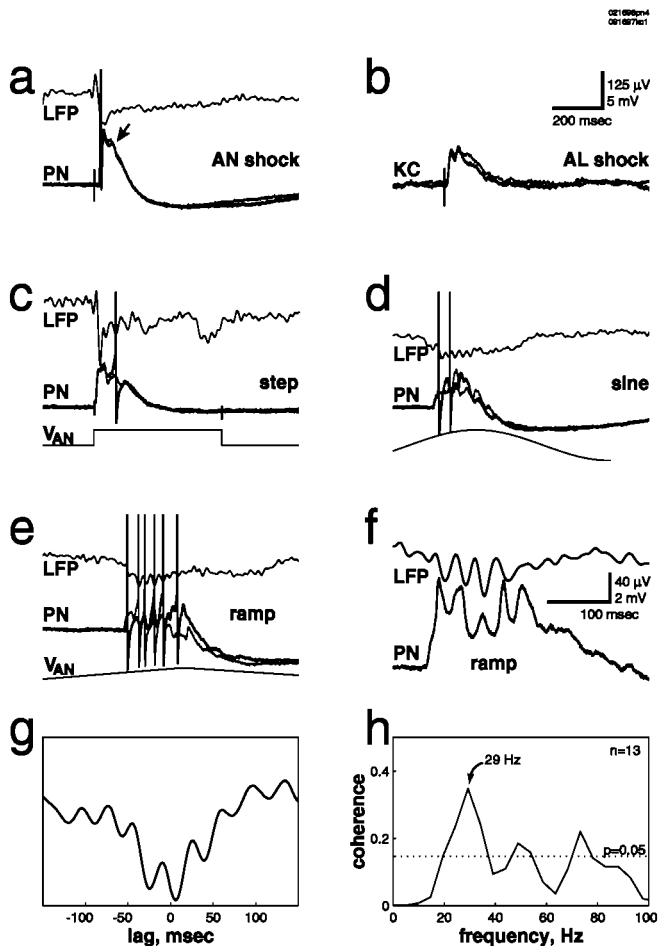 021698pn4
091697kc1
a
LFP
PN
AN shock
b
125 µV
5 mV
200 msec
KC
AL shock
c
LFP
PN
step
VAN
d
LFP
PN
sine
e
LFP
PN
ramp
VAN
f
LFP
40 µV
2 mV
100 msec
PN
ramp
g
-100 -50 0 50 100
lag, msec
h
n=13
29 Hz
0.4
0.2
0
coherence
p=0.05
0 20 40 60 80 100
frequency, Hz